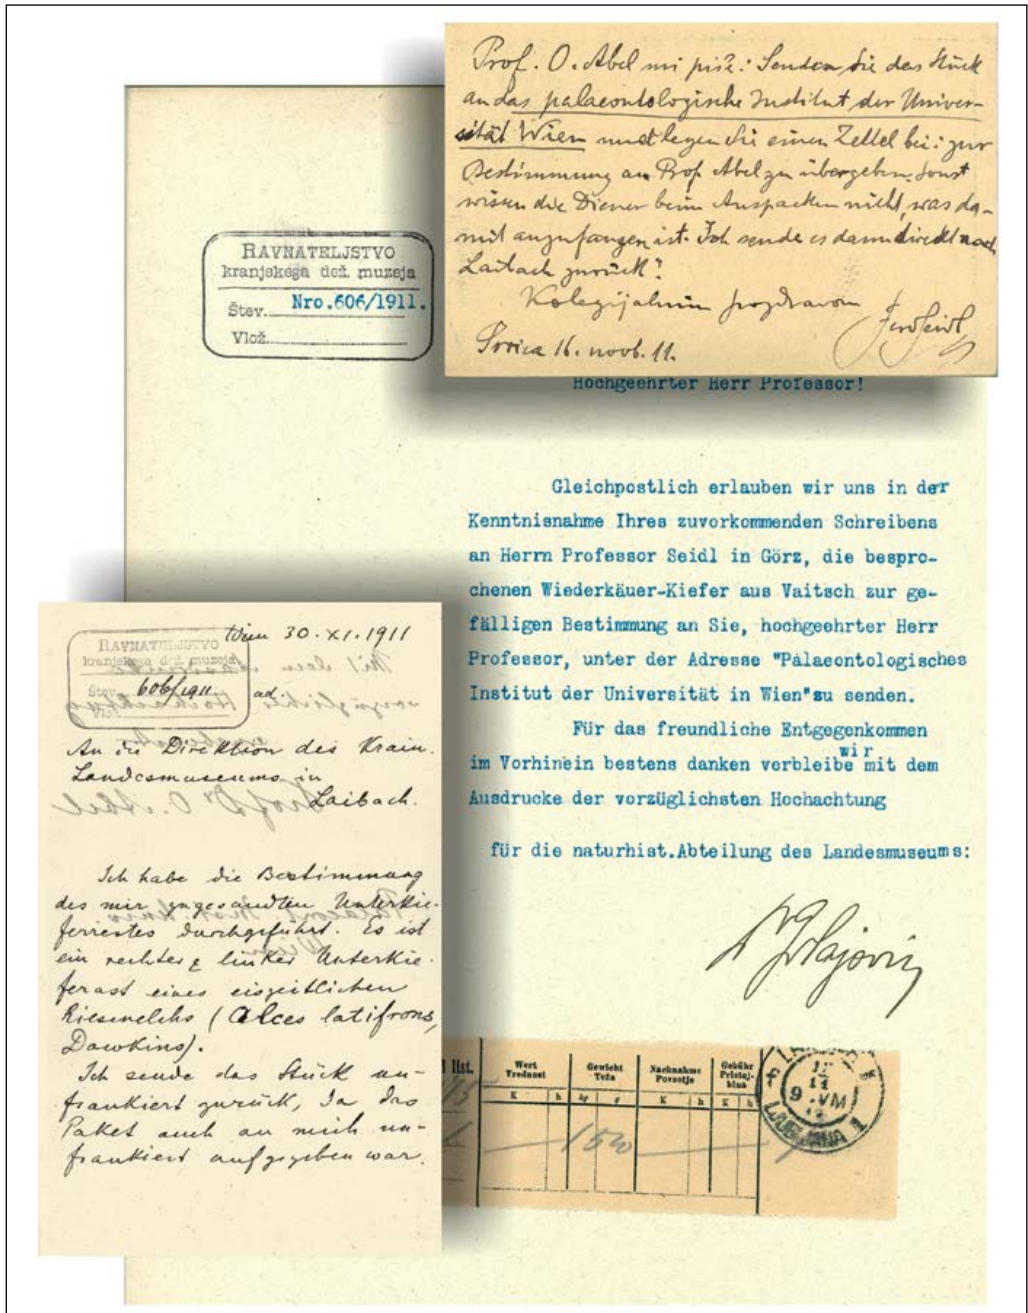 Prof. O. Abel mi piše: Senden Sie das Stück
an das palaeontologische Institut der Univer-
sität Wien und legen Sie einen Zettel bei: zur
Bestimmung an Prof. Abel zu übergeben. Sonst
wissen die Diener beim Auspacken nicht, was da-
mit anzufangen ist. Ich sende es dann direkt nach
Laibach zurück."
Kolegijalnim pozdravom
Ferd Seidl
Gorica 16. novb. 11.
RAVNATELJSTVO
kranjskega dež. muzeja
Štev. Nro.606/1911.
Vlož.
Hochgeehrter Herr Professor!
Gleichpostlich erlauben wir uns in der
Kenntnisnahme Ihres zuvorkommenden Schreibens
an Herrn Professor Seidl in Görz, die bespro-
chenen Wiederkäuer-Kiefer aus Vaitsch zur ge-
fälligen Bestimmung an Sie, hochgeehrter Herr
Professor, unter der Adresse "Palaeontologisches
Institut der Universität in Wien"zu senden.
Für das freundliche Entgegenkommen
wir
im Vorhinein bestens danken verbleibe mit dem
Ausdrucke der vorzüglichsten Hochachtung
für die naturhist.Abteilung des Landesmuseums:
Wien 30.XI.1911
RAVNATELJSTVO
kranjskega dež. muzeja
Štev. 606/1911
ad.
An die Direktion des Krain.
Landesmuseums in
Laibach.
Ich habe die Bestimmung
des mir zugesandten Unterkie-
ferrestes durchgeführt. Es ist
ein rechter & linker Unterkie-
ferast eines eiszeitlichen
Riesenelchs (Alces latifrons,
Dawkins).
Ich sende das Stück un-
frankiert zurück, da das
Paket auch an mich un-
frankiert aufgegeben war.
Wert Gewicht Nachnahme Gebühr
Vrednost Teža Povzetje Pristoj-
bina
K h kg g K h K h
1 50
9 VM
LJUBLJANA 1